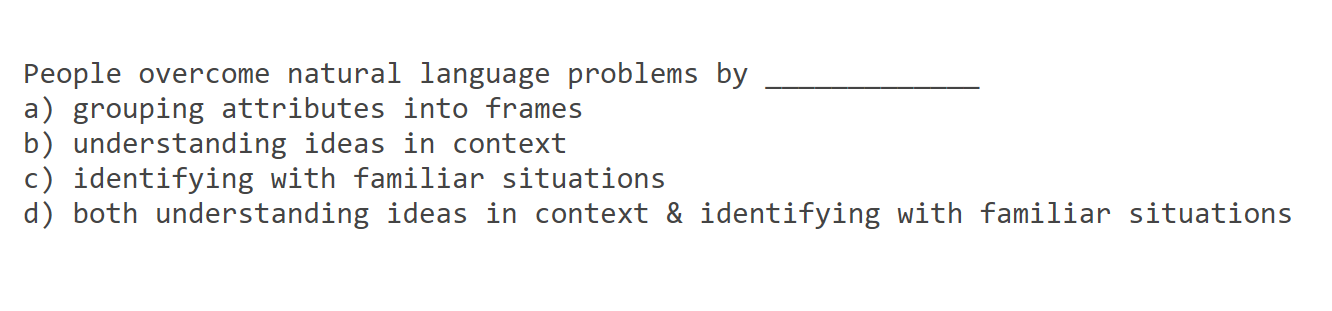 People overcome natural language problems by _____________
a) grouping attributes into frames
b) understanding ideas in context
c) identifying with familiar situations
d) both understanding ideas in context & identifying with familiar situations